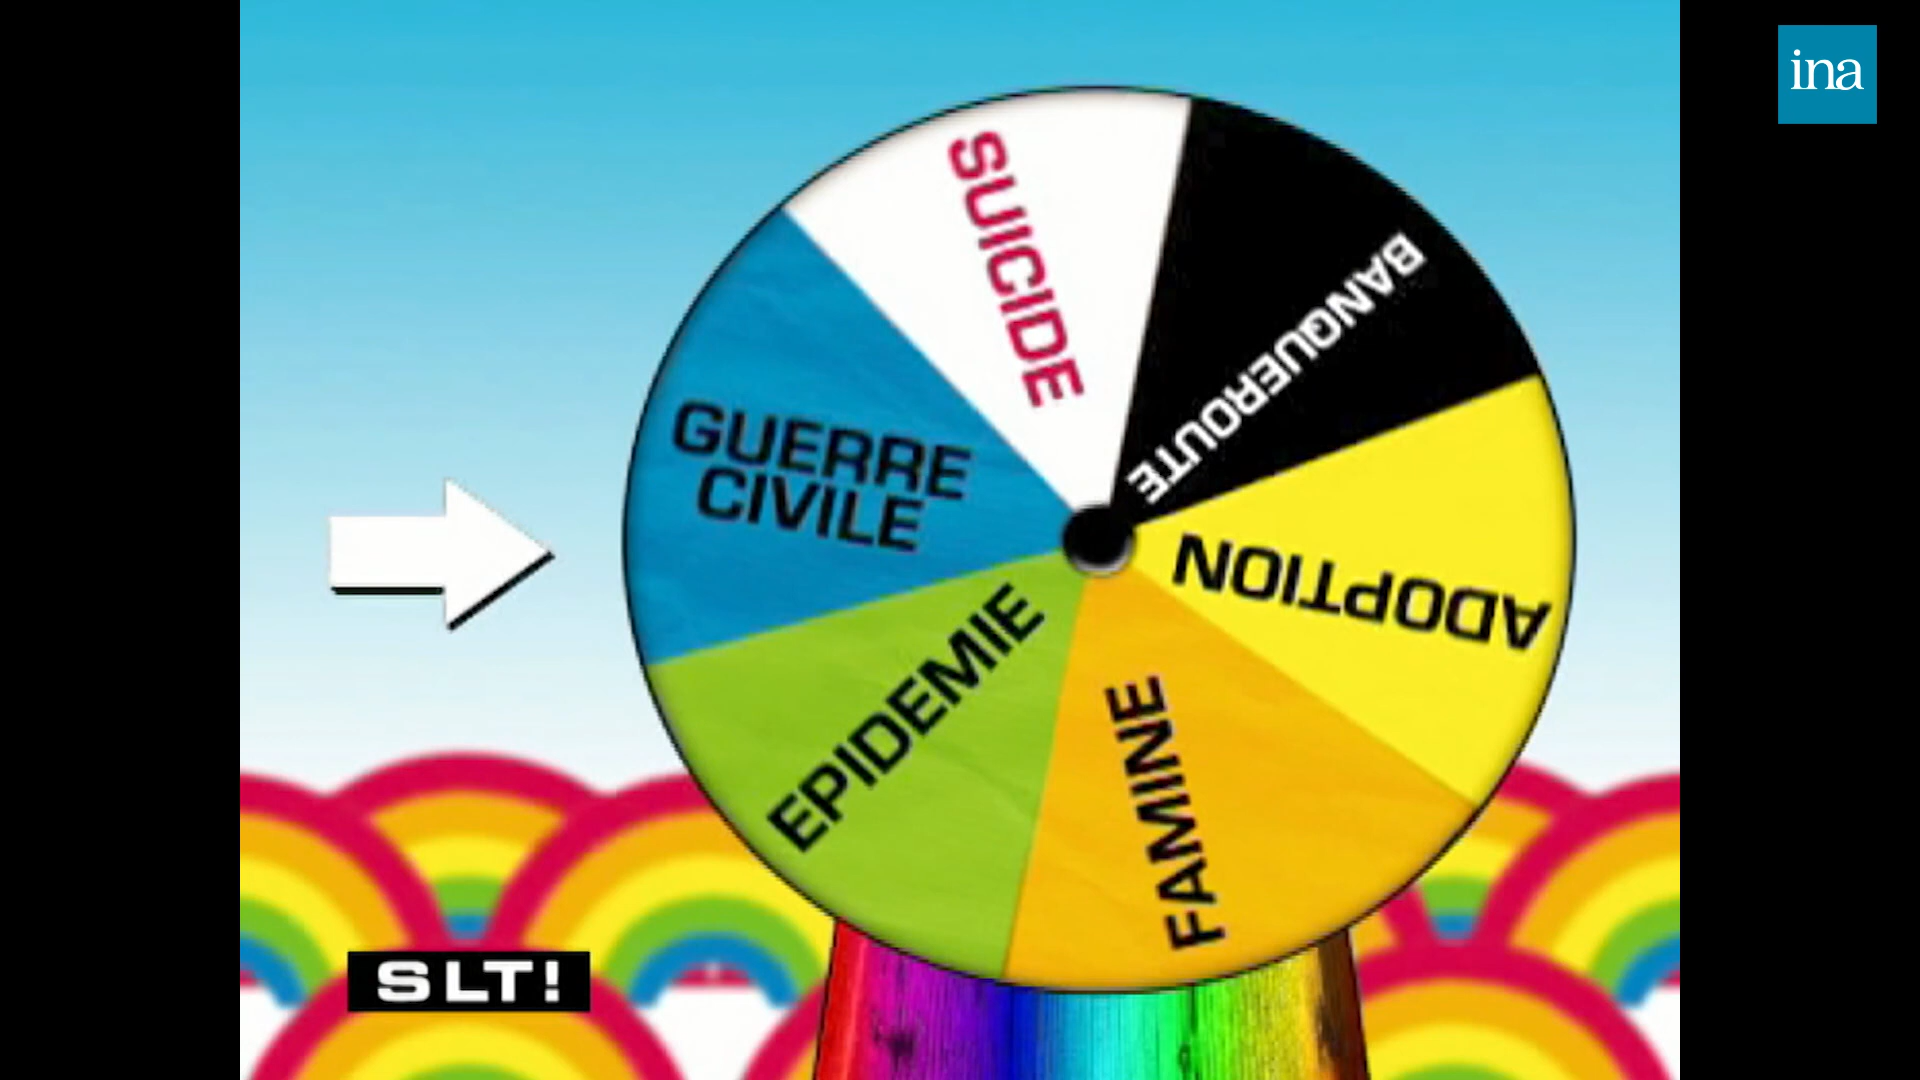 ina
SUICIDE
BANQUEROUTE
GUERRE
CIVILE
ADOPTION
EPIDEMIE
FAMINE
SLT!